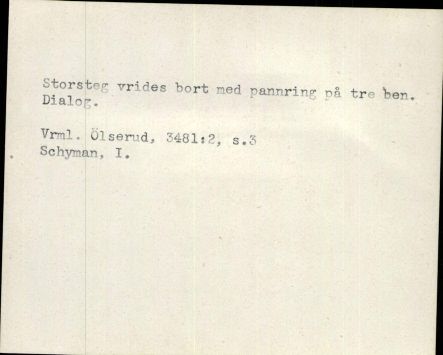 Storsteg vrides bort med pannring på tre ben.
Dialog.
Vrml. Ölserud, 3481:2, s.3
Schyman, I.